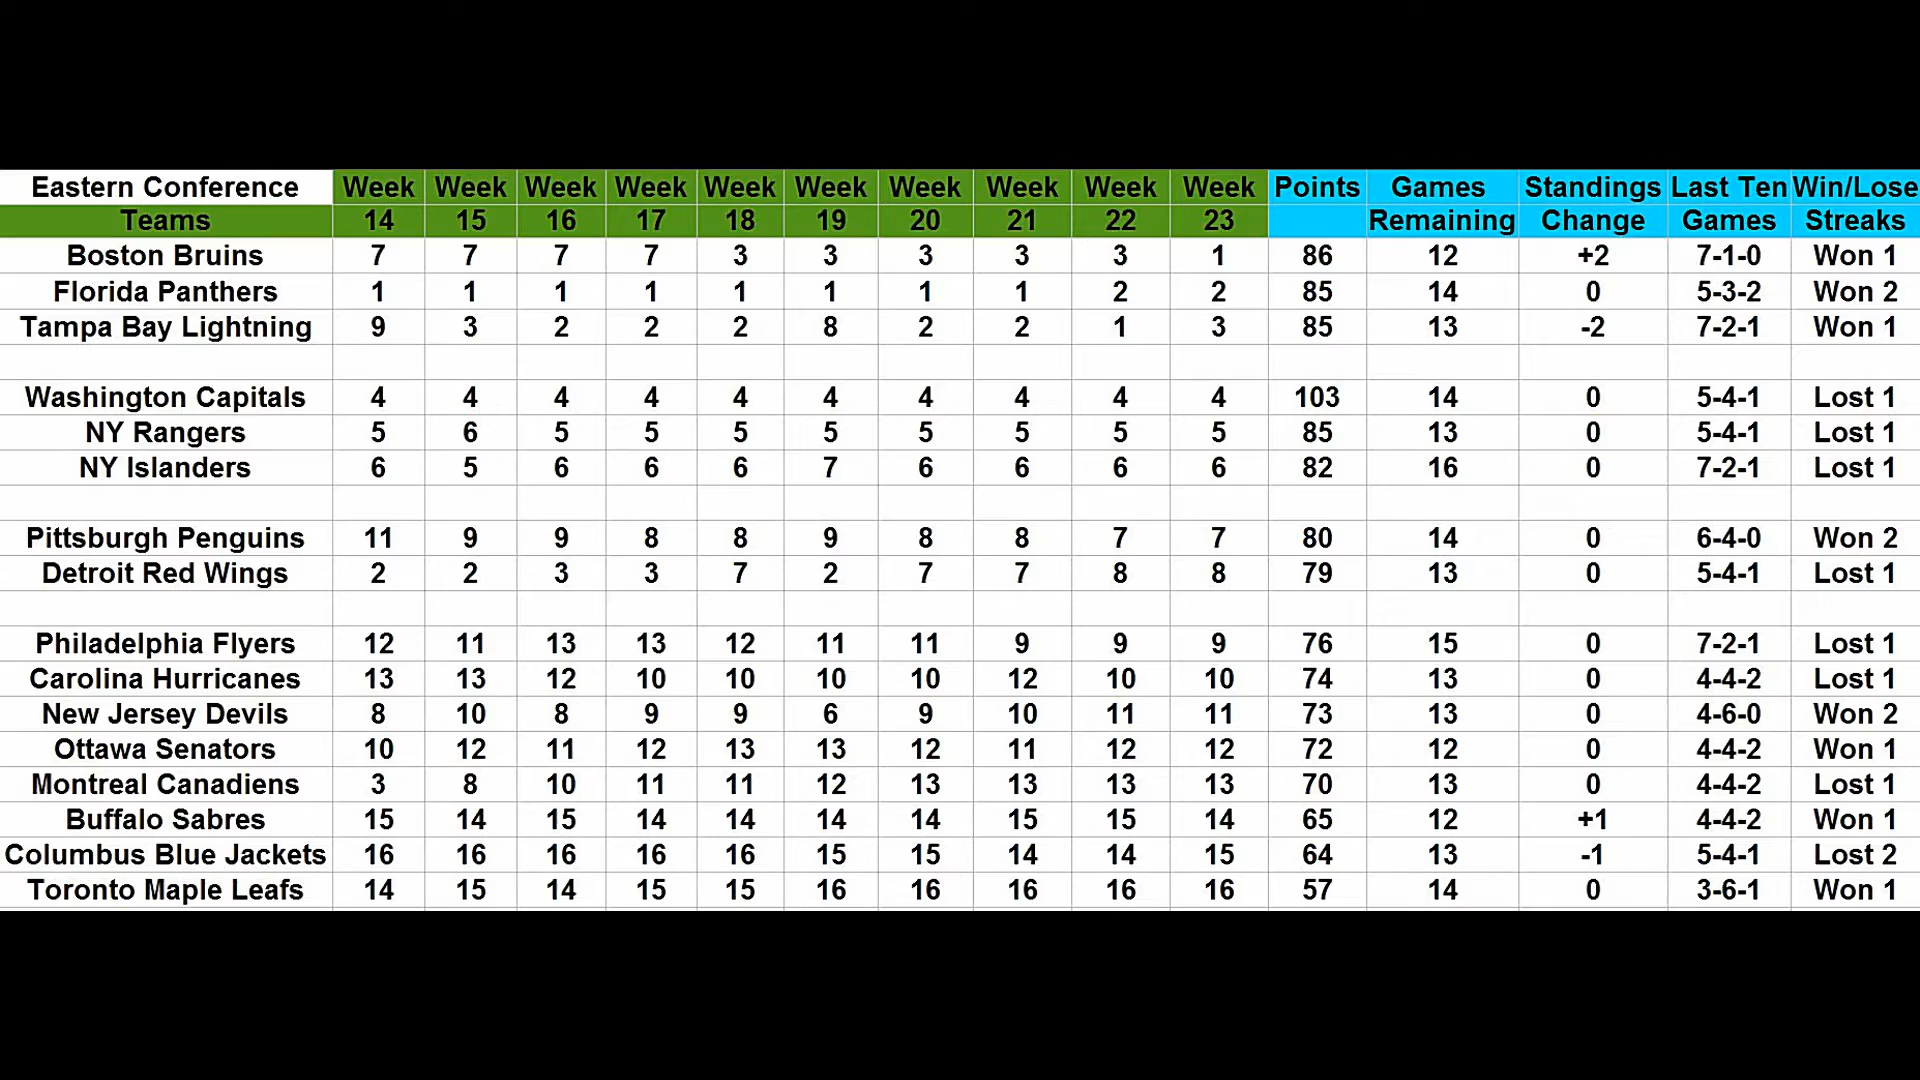 Eastern Conference Week Week Week Week Week Week Week Week Week Week Points Games Standings Last Ten Win/Lose
Teams 14 15 16 17 18 19 20 21 22 23 Remaining Change Games Streaks
Boston Bruins 7 7 7 7 3 3 3 3 3 1 86 12 +2 7-1-0 Won 1
Florida Panthers 1 1 1 1 1 1 1 1 2 2 85 14 0 5-3-2 Won 2
Tampa Bay Lightning 9 3 2 2 2 8 2 2 1 3 85 13 -2 7-2-1 Won 1
Washington Capitals 4 4 4 4 4 4 4 4 4 4 103 14 0 5-4-1 Lost 1
NY Rangers 5 6 5 5 5 5 5 5 5 5 85 13 0 5-4-1 Lost 1
NY Islanders 6 5 6 6 6 7 6 6 6 6 82 16 0 7-2-1 Lost 1
Pittsburgh Penguins 11 9 9 8 8 9 8 8 7 7 80 14 0 6-4-0 Won 2
Detroit Red Wings 2 2 3 3 7 2 7 7 8 8 79 13 0 5-4-1 Lost 1
Philadelphia Flyers 12 11 13 13 12 11 11 9 9 9 76 15 0 7-2-1 Lost 1
Carolina Hurricanes 13 13 12 10 10 10 10 12 10 10 74 13 0 4-4-2 Lost 1
New Jersey Devils 8 10 8 9 9 6 9 10 11 11 73 13 0 4-6-0 Won 2
Ottawa Senators 10 12 11 12 13 13 12 11 12 12 72 12 0 4-4-2 Won 1
Montreal Canadiens 3 8 10 11 11 12 13 13 13 13 70 13 0 4-4-2 Lost 1
Buffalo Sabres 15 14 15 14 14 14 14 15 15 14 65 12 +1 4-4-2 Won 1
Columbus Blue Jackets 16 16 16 16 16 15 15 14 14 15 64 13 -1 5-4-1 Lost 2
Toronto Maple Leafs 14 15 14 15 15 16 16 16 16 16 57 14 0 3-6-1 Won 1